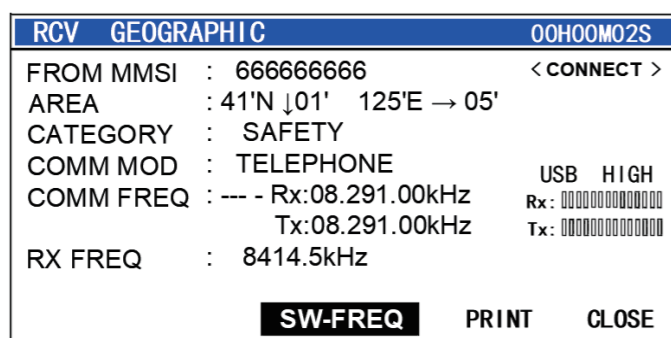 RCV GEOGRAPHIC 00H00M02S
FROM MMSI : 666666666 <CONNECT>
AREA : 41'N ↓01' 125'E → 05'
CATEGORY : SAFETY
COMM MOD : TELEPHONE USB HIGH
COMM FREQ : --- - Rx:08.291.00kHz Rx:
Tx:08.291.00kHz Tx:
RX FREQ : 8414.5kHz
SW-FREQ PRINT CLOSE